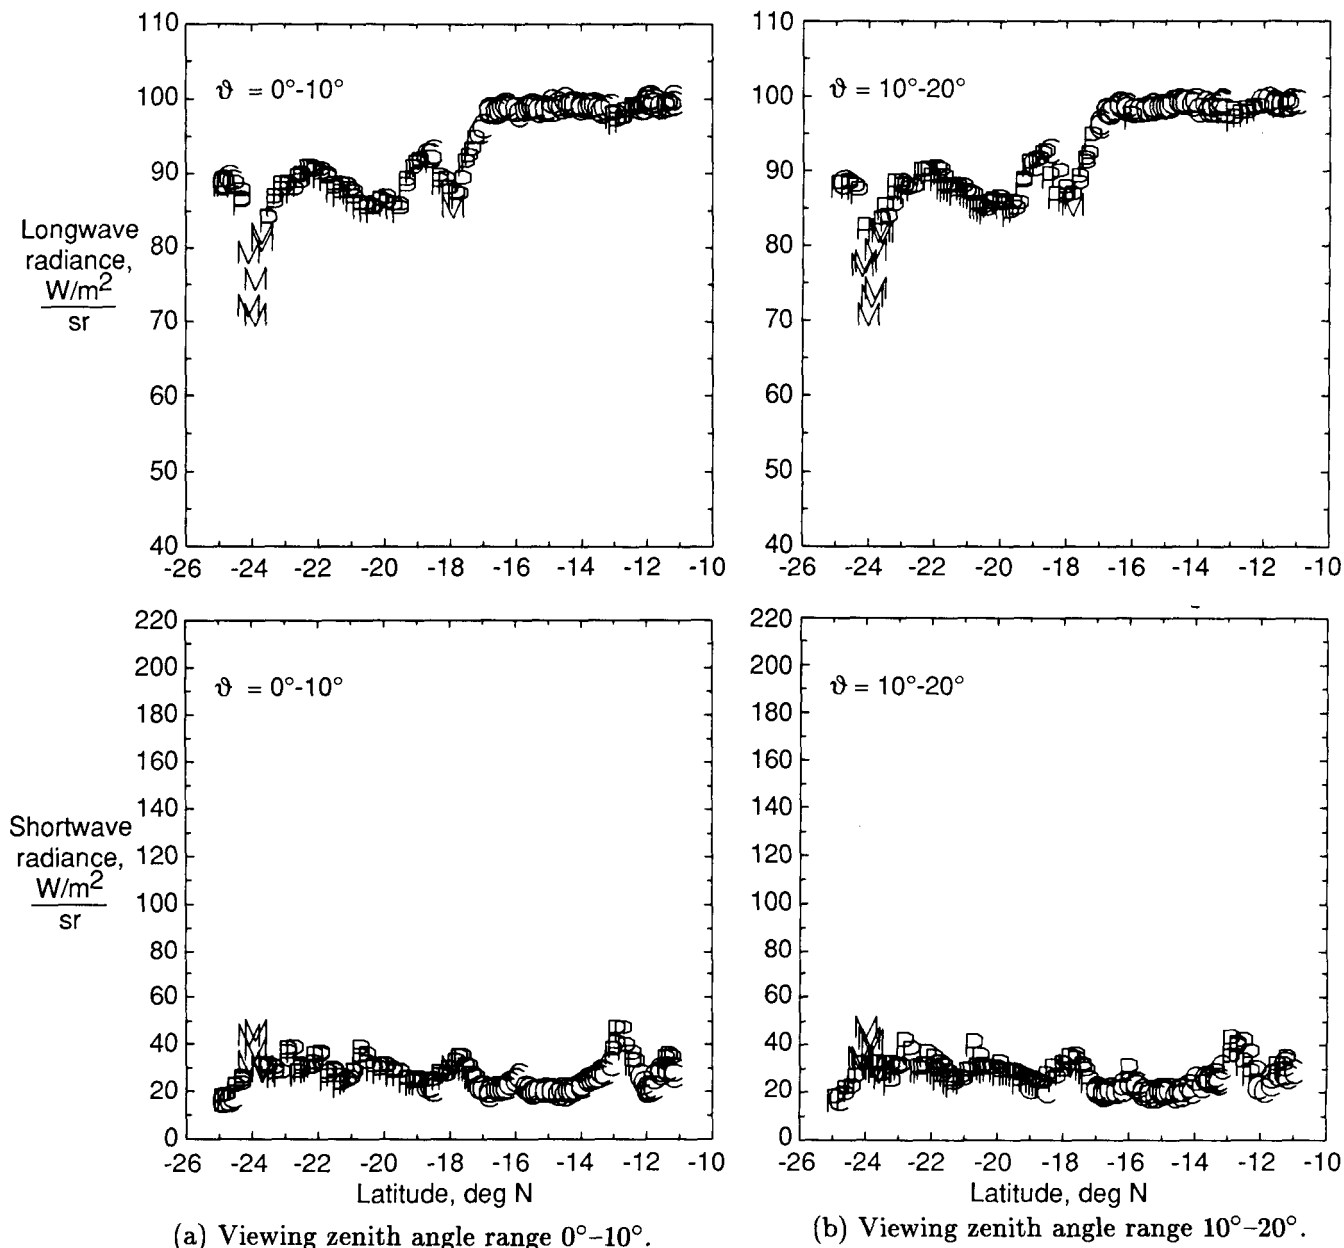 110
100
90
80
70
60
50
40
-26 -24 -22 -20 -18 -16 -14 -12 -10
ϑ = 0°-10°
Longwave
radiance,
W/m2
sr
110
100
90
80
70
60
50
40
-26 -24 -22 -20 -18 -16 -14 -12 -10
ϑ = 10°-20°
220
200
180
160
140
120
100
80
60
40
20
0
-26 -24 -22 -20 -18 -16 -14 -12 -10
ϑ = 0°-10°
Shortwave
radiance,
W/m2
sr
Latitude, deg N
(a) Viewing zenith angle range 0°–10°.
220
200
180
160
140
120
100
80
60
40
20
0
-26 -24 -22 -20 -18 -16 -14 -12 -10
ϑ = 10°-20°
Latitude, deg N
(b) Viewing zenith angle range 10°–20°.